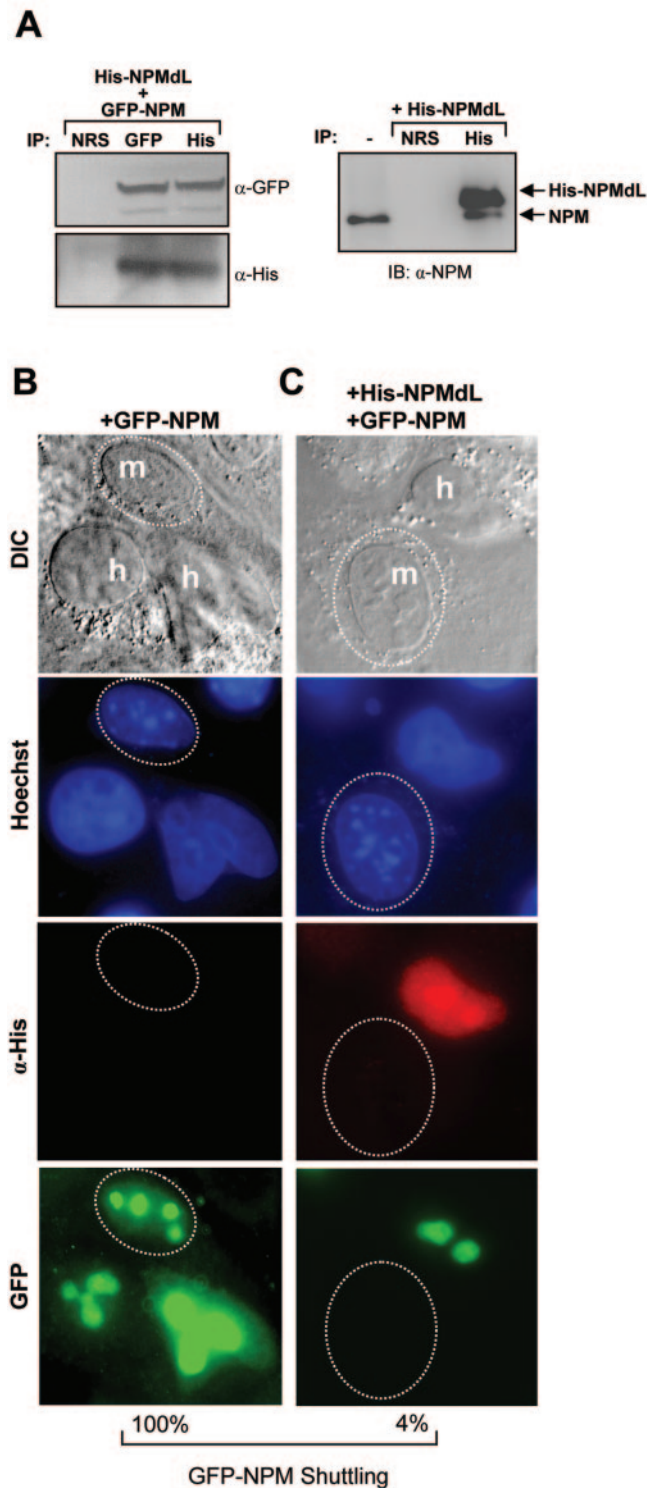 A
His-NPMdL
+
GFP-NPM
IP: NRS GFP His
α-GFP
α-His
+ His-NPMdL
IP: - NRS His
His-NPMdL
NPM
IB: α-NPM
B
+GFP-NPM
C
+His-NPMdL
+GFP-NPM
DIC
m
h
h
h
m
Hoechst
α-His
GFP
100%
4%
GFP-NPM Shuttling